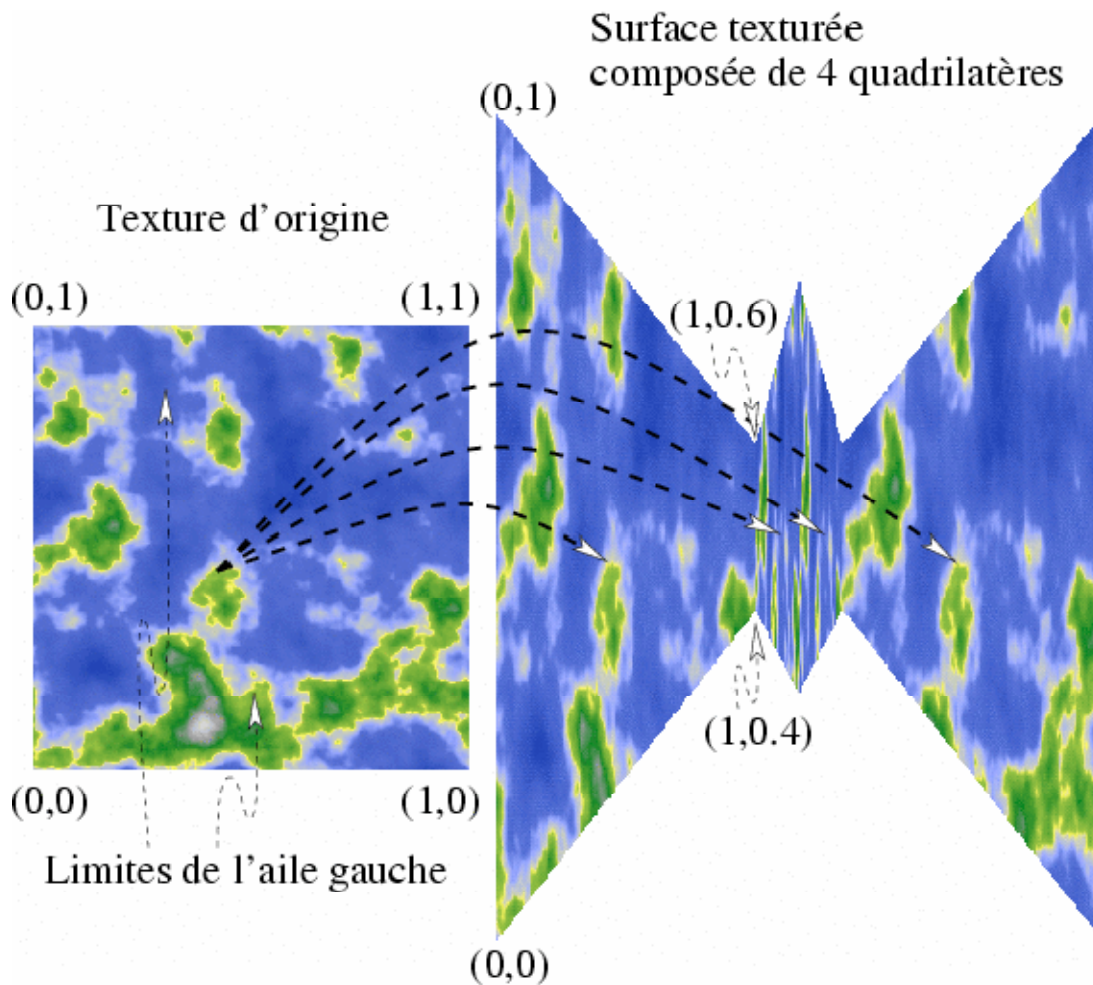 Surface texturée
composée de 4 quadrilatères
(0,1)
Texture d'origine
(0,1)
(1,1)
(1,0.6)
(1,0.4)
(0,0)
(1,0)
Limites de l'aile gauche
(0,0)